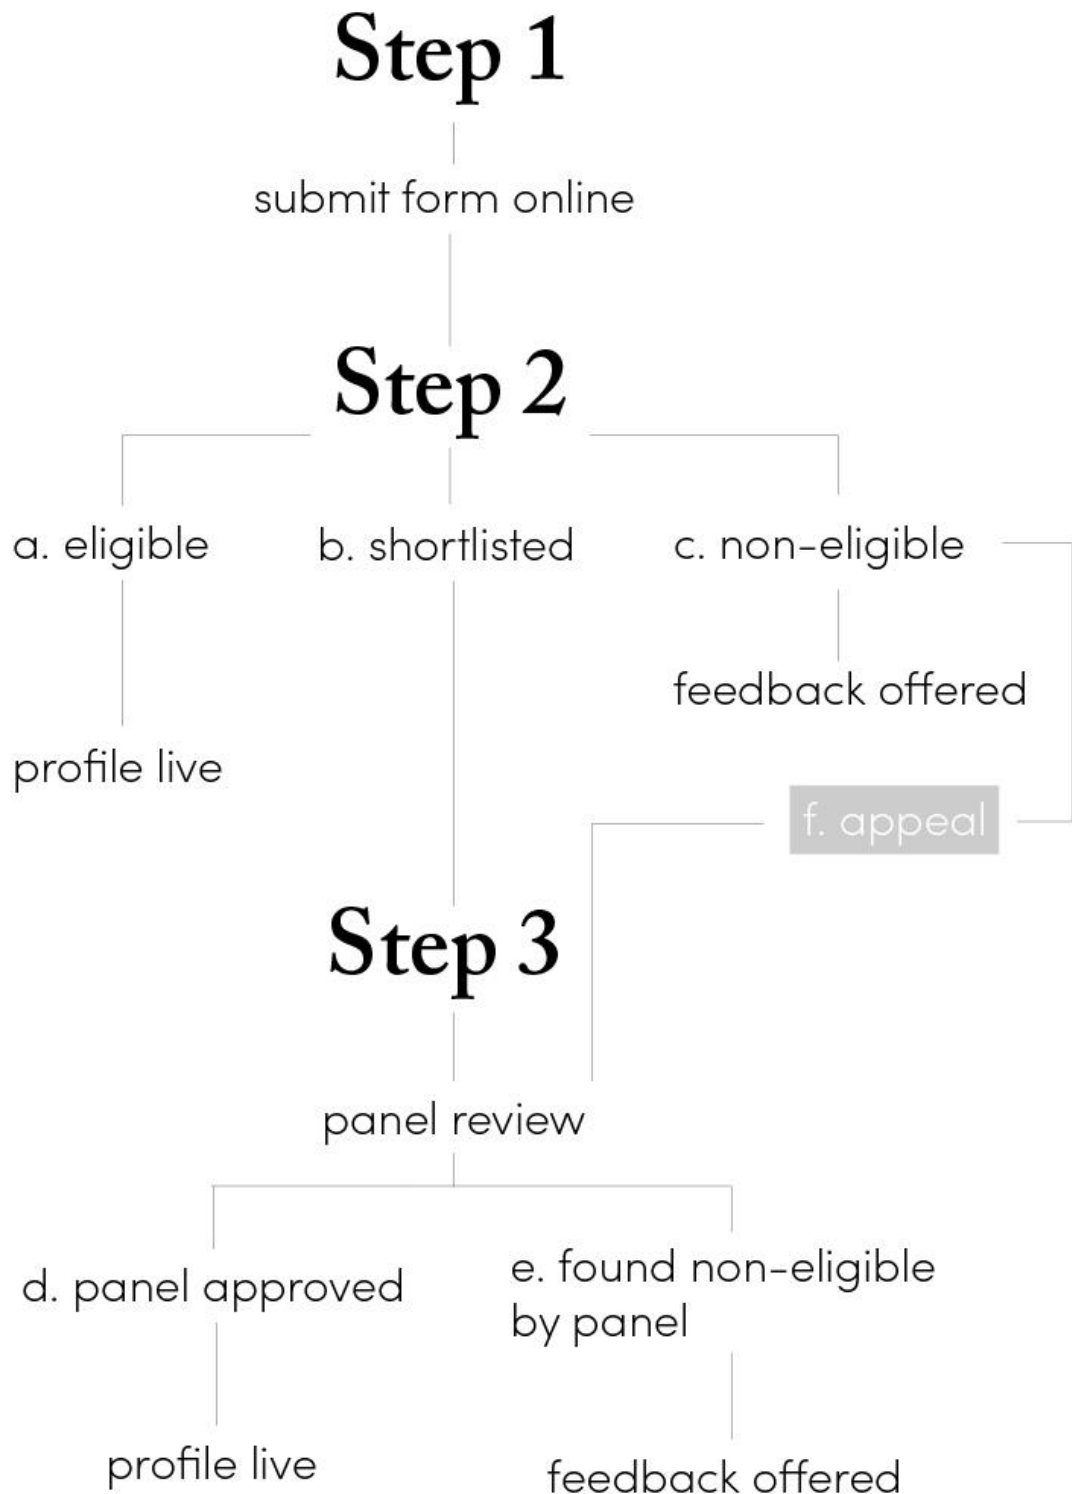 Step 1
submit form online
Step 2
a. eligible
b. shortlisted
c. non-eligible
feedback offered
profile live
f. appeal
Step 3
panel review
d. panel approved
e. found non-eligible
by panel
profile live
feedback offered